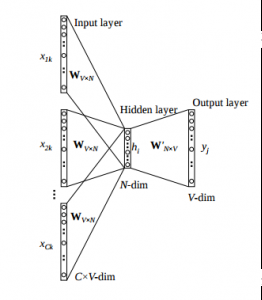 Input layer
x1k
WV×N
Hidden layer
Output layer
x2k
WV×N
hi
W'N×V
yj
N-dim
V-dim
WV×N
xCk
C×V-dim